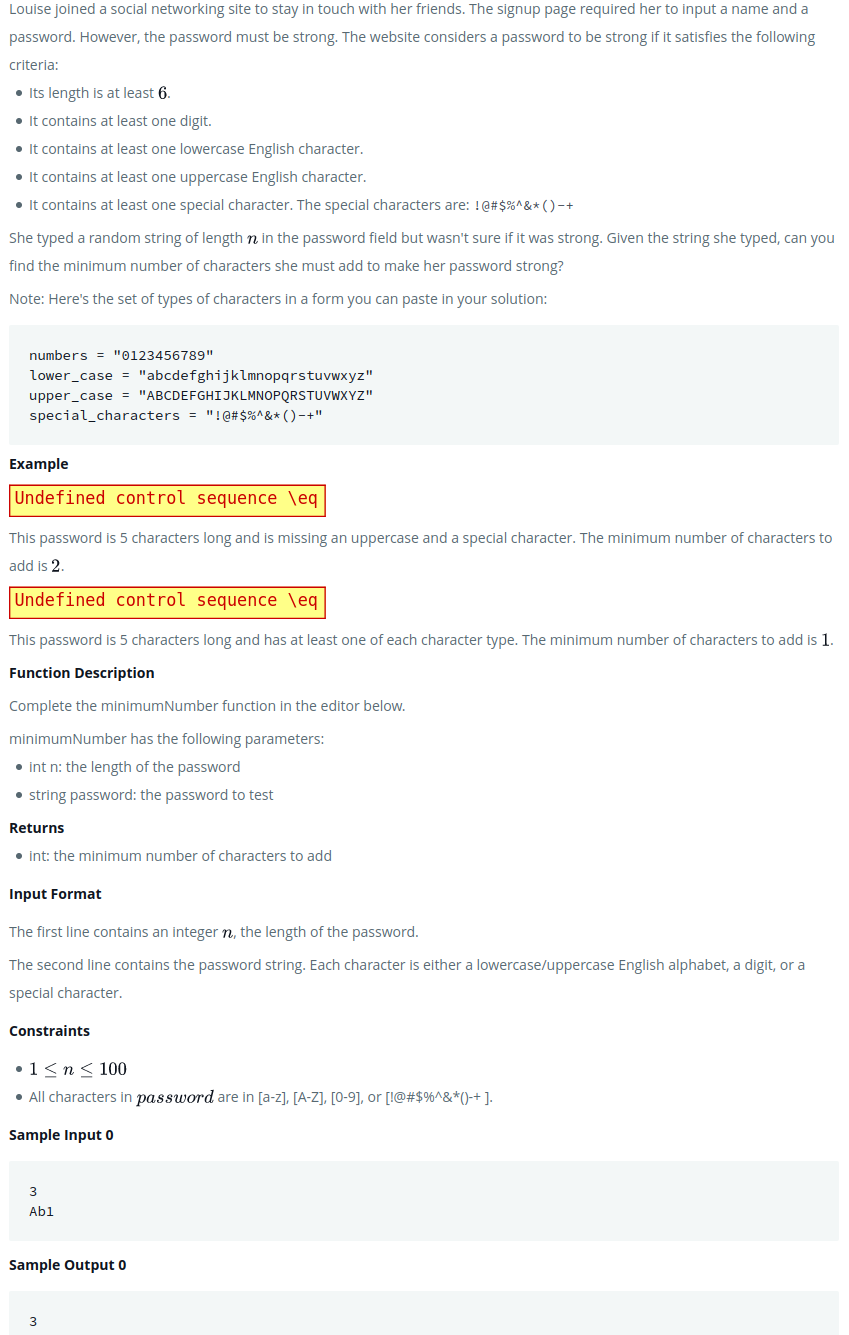 Louise joined a social networking site to stay in touch with her friends. The signup page required her to input a name and a
password. However, the password must be strong. The website considers a password to be strong if it satisfies the following
criteria:
• Its length is at least 6.
• It contains at least one digit.
• It contains at least one lowercase English character.
• It contains at least one uppercase English character.
• It contains at least one special character. The special characters are: !@#$%^&*()-+
She typed a random string of length n in the password field but wasn't sure if it was strong. Given the string she typed, can you
find the minimum number of characters she must add to make her password strong?
Note: Here's the set of types of characters in a form you can paste in your solution:
numbers = "0123456789"
lower_case = "abcdefghijklmnopqrstuvwxyz"
upper_case = "ABCDEFGHIJKLMNOPQRSTUVWXYZ"
special_characters = "!@#$%^&*()-+"
Example
Undefined control sequence \eq
This password is 5 characters long and is missing an uppercase and a special character. The minimum number of characters to
add is 2.
Undefined control sequence \eq
This password is 5 characters long and has at least one of each character type. The minimum number of characters to add is 1.
Function Description
Complete the minimumNumber function in the editor below.
minimumNumber has the following parameters:
• int n: the length of the password
• string password: the password to test
Returns
• int: the minimum number of characters to add
Input Format
The first line contains an integer n, the length of the password.
The second line contains the password string. Each character is either a lowercase/uppercase English alphabet, a digit, or a
special character.
Constraints
• 1 ≤ n ≤ 100
• All characters in password are in [a-z], [A-Z], [0-9], or [!@#$%^&*()-+ ].
Sample Input 0
3
Ab1
Sample Output 0
3